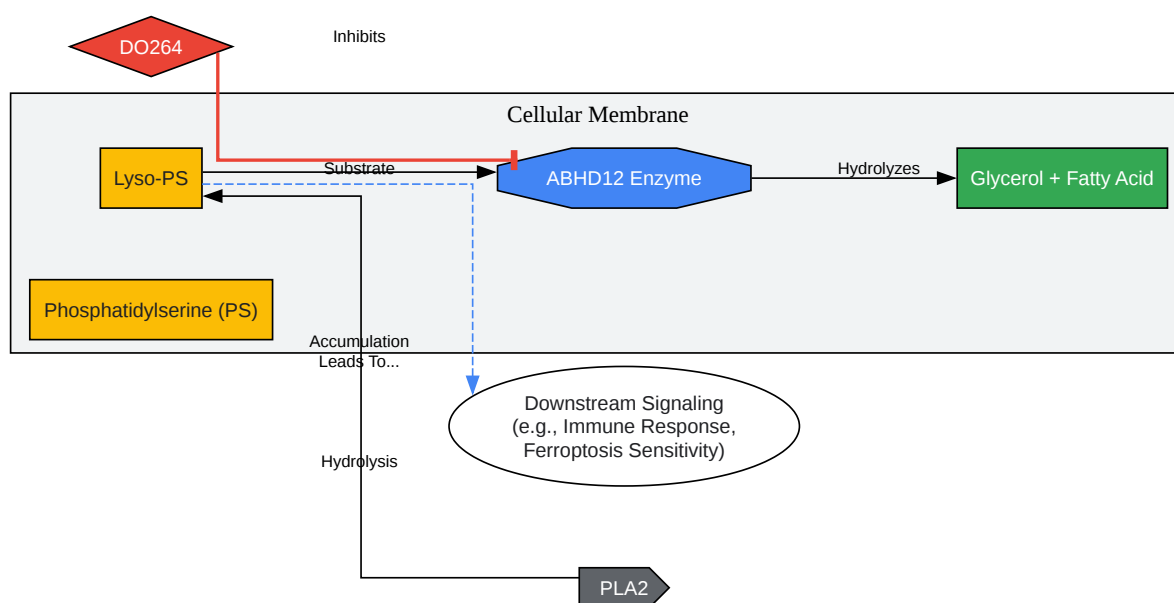 DO264
Inhibits
Cellular Membrane
Lyso-PS
Substrate
ABHD12 Enzyme
Hydrolyzes
Glycerol + Fatty Acid
Phosphatidylserine (PS)
Accumulation
Leads To...
Downstream Signaling
(e.g., Immune Response,
Ferroptosis Sensitivity)
Hydrolysis
PLA2